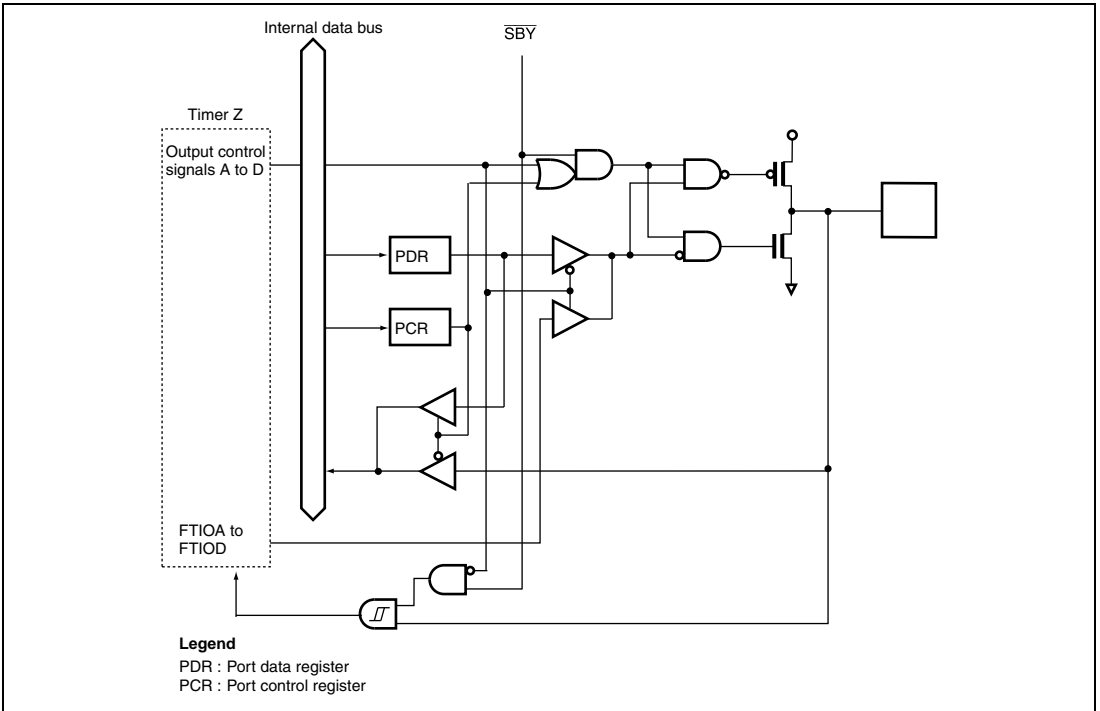 Internal data bus
SBY
Timer Z
Output control
signals A to D
PDR
PCR
FTIOA to
FTIOD
Legend
PDR : Port data register
PCR : Port control register